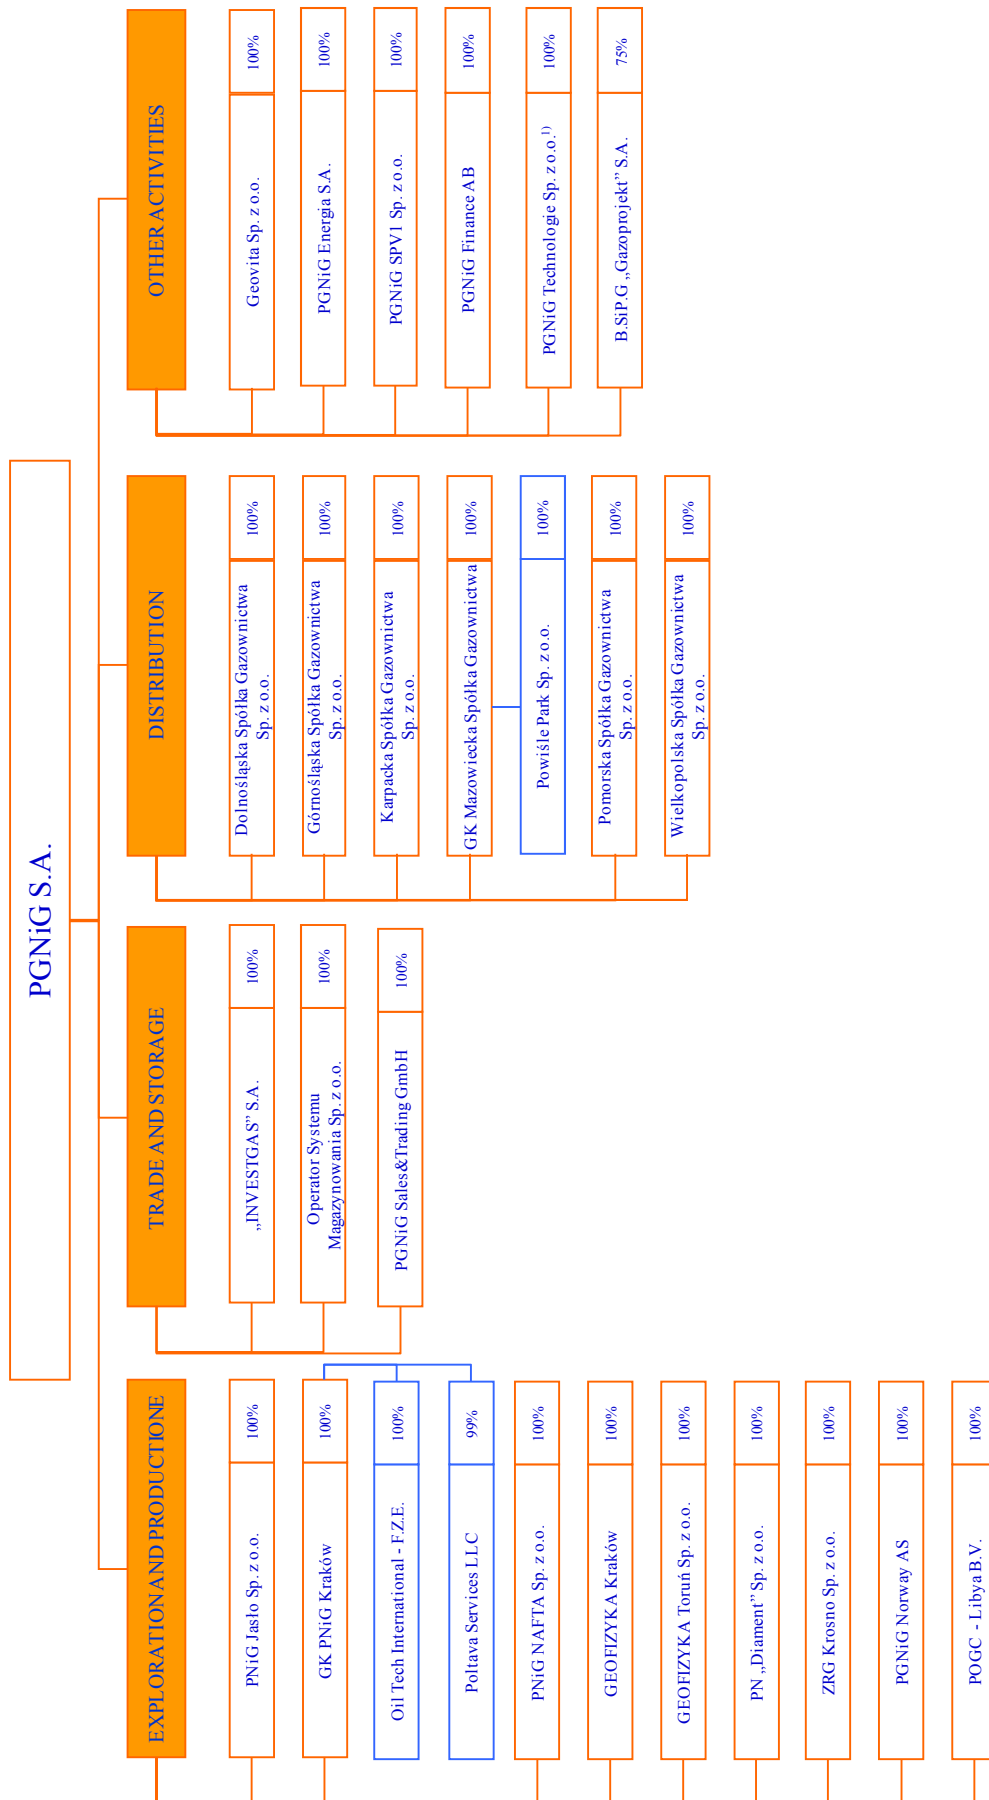 PGNiG S.A.
EXPLORATION AND PRODUCTIONE
PNiG Jasło Sp. z o.o.
100%
GK PNiG Kraków
100%
Oil Tech International - F.Z.E.
100%
Poltava Services LLC
99%
PNiG NAFTA Sp. z o.o.
100%
GEOFIZYKA Kraków
100%
GEOFIZYKA Toruń Sp. z o.o.
100%
PN „Diament” Sp. z o.o.
100%
ZRG Krosno Sp. z o.o.
100%
PGNiG Norway AS
100%
POGC - Libya B.V.
100%
TRADE AND STORAGE
„INVESTGAS” S.A.
100%
Operator Systemu
Magazynowania Sp. z o.o.
100%
PGNiG Sales&Trading GmbH
100%
DISTRIBUTION
Dolnośląska Spółka Gazownictwa
Sp. z o.o.
100%
Górnośląska Spółka Gazownictwa
Sp. z o.o.
100%
Karpacka Spółka Gazownictwa
Sp. z o.o.
100%
GK Mazowiecka Spółka Gazownictwa
100%
Powiśle Park Sp. z o.o.
100%
Pomorska Spółka Gazownictwa
Sp. z o.o.
100%
Wielkopolska Spółka Gazownictwa
Sp. z o.o.
100%
OTHER ACTIVITIES
Geovita Sp. z o.o.
100%
PGNiG Energia S.A.
100%
PGNiG SPV1 Sp. z o.o.
100%
PGNiG Finance AB
100%
PGNiG Technologie Sp. z o.o.1)
100%
B.SiP.G „Gazoprojekt” S.A.
75%